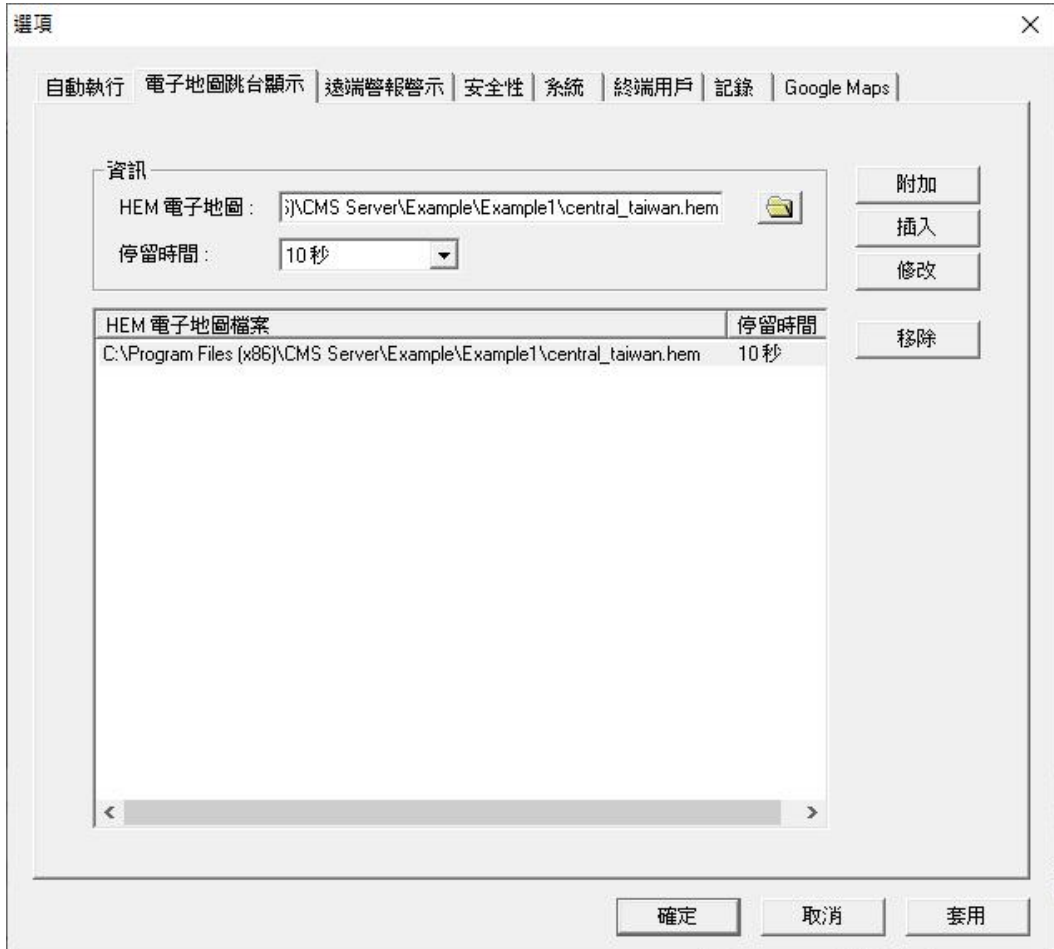 選項
自動執行 電子地圖跳台顯示 遠端警報警示 安全性 系統 終端用戶 記錄 Google Maps
資訊
HEM 電子地圖 : )\CMS Server\Example\Example1\central_taiwan.hem
停留時間 : 10 秒
附加
插入
修改
移除
HEM 電子地圖檔案 停留時間
C:\Program Files (x86)\CMS Server\Example\Example1\central_taiwan.hem 10 秒
確定 取消 套用